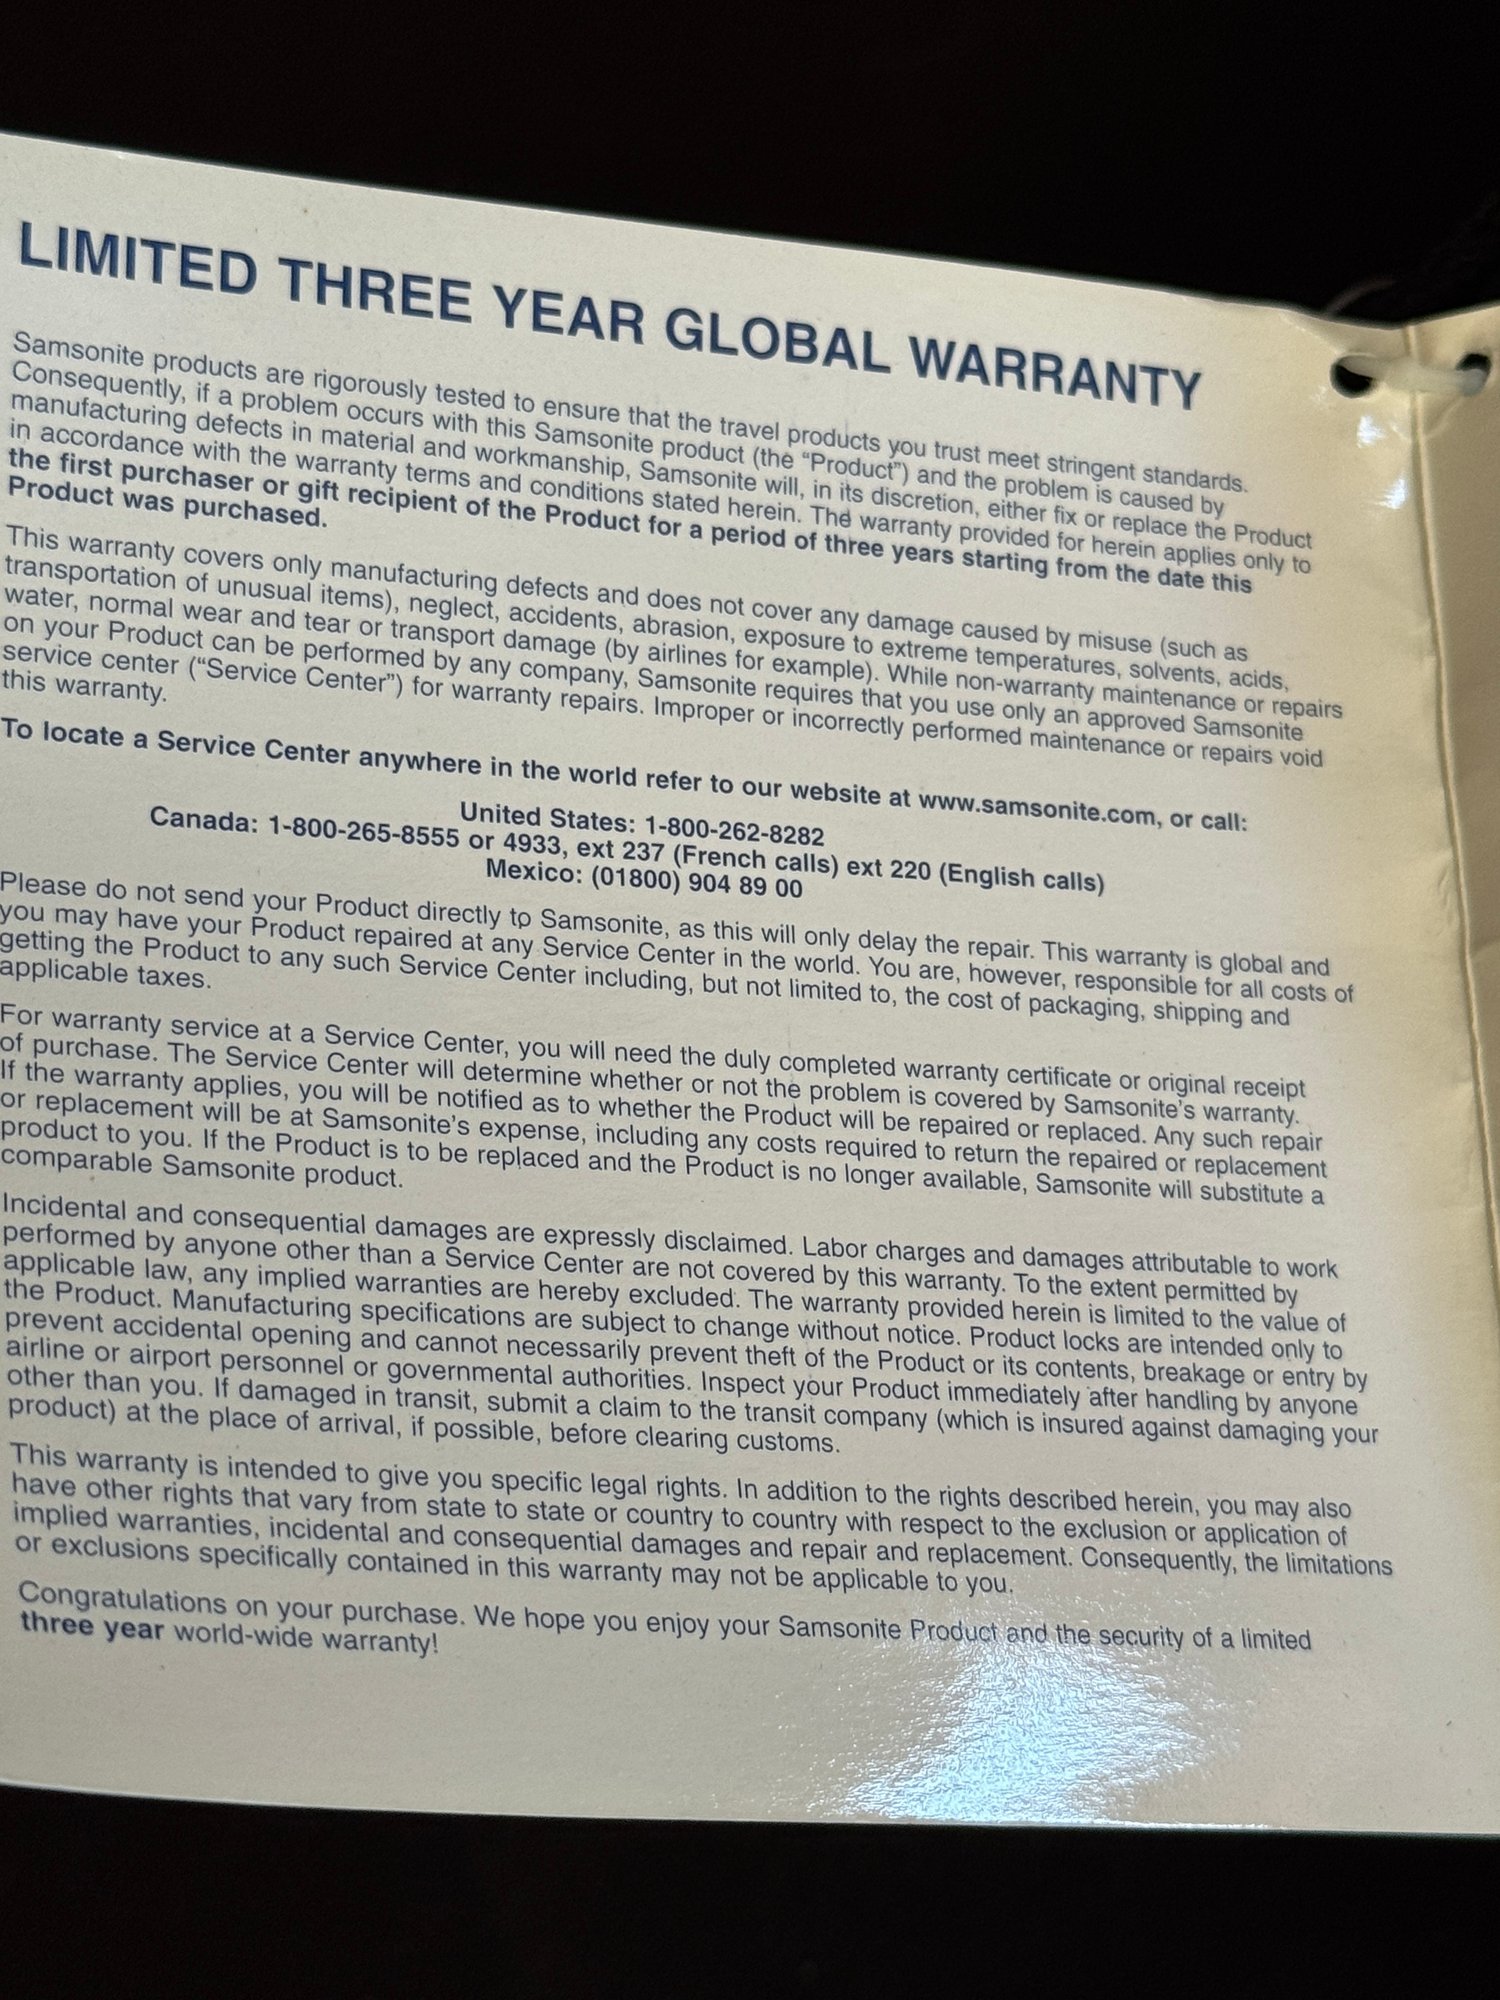 LIMITED THREE YEAR GLOBAL WARRANTY
Samsonite products are rigorously tested to ensure that the travel products you trust meet stringent standards.
Consequently, if a problem occurs with this Samsonite product (the “Product”) and the problem is caused by
manufacturing defects in material and workmanship, Samsonite will, in its discretion, either fix or replace the Product
in accordance with the warranty terms and conditions stated herein. The warranty provided for herein applies only to
the first purchaser or gift recipient of the Product for a period of three years starting from the date this
Product was purchased.
This warranty covers only manufacturing defects and does not cover any damage caused by misuse (such as
transportation of unusual items), neglect, accidents, abrasion, exposure to extreme temperatures, solvents, acids,
water, normal wear and tear or transport damage (by airlines for example). While non-warranty maintenance or repairs
on your Product can be performed by any company, Samsonite requires that you use only an approved Samsonite
service center (“Service Center”) for warranty repairs. Improper or incorrectly performed maintenance or repairs void
this warranty.
To locate a Service Center anywhere in the world refer to our website at www.samsonite.com, or call:
United States: 1-800-262-8282
Canada: 1-800-265-8555 or 4933, ext 237 (French calls) ext 220 (English calls)
Mexico: (01800) 904 89 00
Please do not send your Product directly to Samsonite, as this will only delay the repair. This warranty is global and
you may have your Product repaired at any Service Center in the world. You are, however, responsible for all costs of
getting the Product to any such Service Center including, but not limited to, the cost of packaging, shipping and
applicable taxes.
For warranty service at a Service Center, you will need the duly completed warranty certificate or original receipt
of purchase. The Service Center will determine whether or not the problem is covered by Samsonite's warranty.
If the warranty applies, you will be notified as to whether the Product will be repaired or replaced. Any such repair
or replacement will be at Samsonite's expense, including any costs required to return the repaired or replacement
product to you. If the Product is to be replaced and the Product is no longer available, Samsonite will substitute a
comparable Samsonite product.
Incidental and consequential damages are expressly disclaimed. Labor charges and damages attributable to work
performed by anyone other than a Service Center are not covered by this warranty. To the extent permitted by
applicable law, any implied warranties are hereby excluded. The warranty provided herein is limited to the value of
the Product. Manufacturing specifications are subject to change without notice. Product locks are intended only to
prevent accidental opening and cannot necessarily prevent theft of the Product or its contents, breakage or entry by
airline or airport personnel or governmental authorities. Inspect your Product immediately after handling by anyone
other than you. If damaged in transit, submit a claim to the transit company (which is insured against damaging your
product) at the place of arrival, if possible, before clearing customs.
This warranty is intended to give you specific legal rights. In addition to the rights described herein, you may also
have other rights that vary from state to state or country to country with respect to the exclusion or application of
implied warranties, incidental and consequential damages and repair and replacement. Consequently, the limitations
or exclusions specifically contained in this warranty may not be applicable to you.
Congratulations on your purchase. We hope you enjoy your Samsonite Product and the security of a limited
three year world-wide warranty!